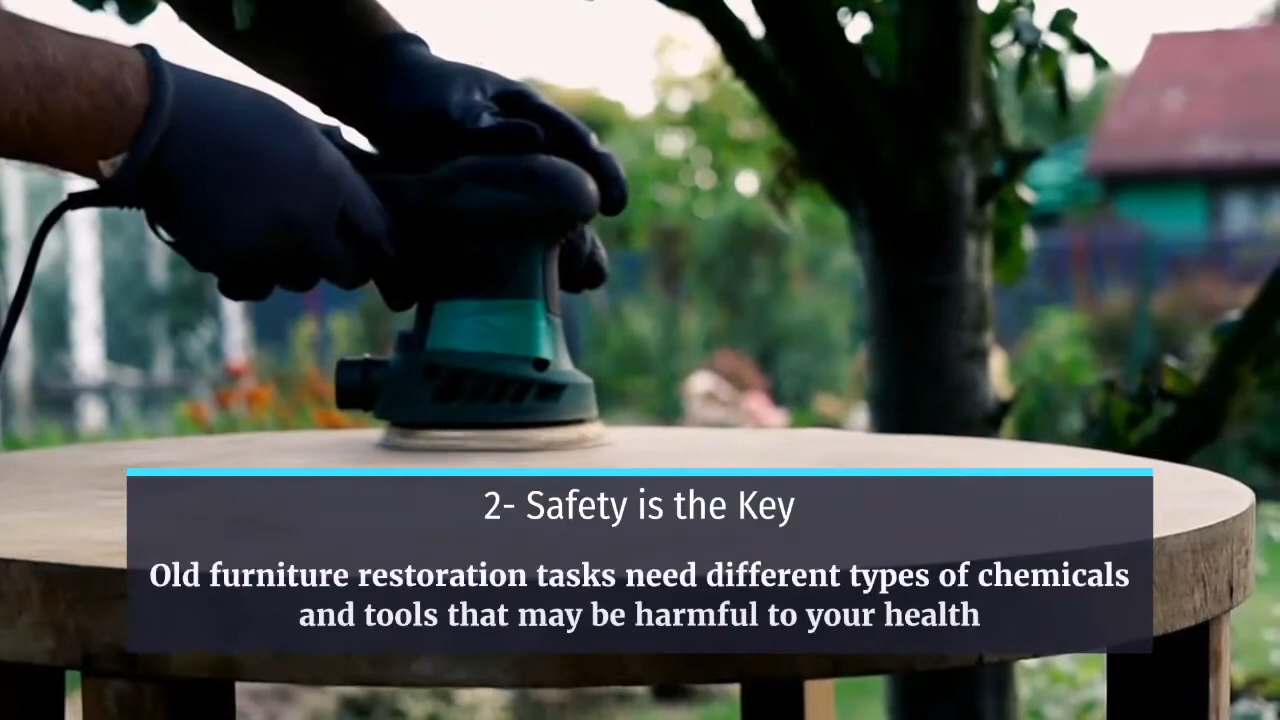 2- Safety is the Key
Old furniture restoration tasks need different types of chemicals
and tools that may be harmful to your health